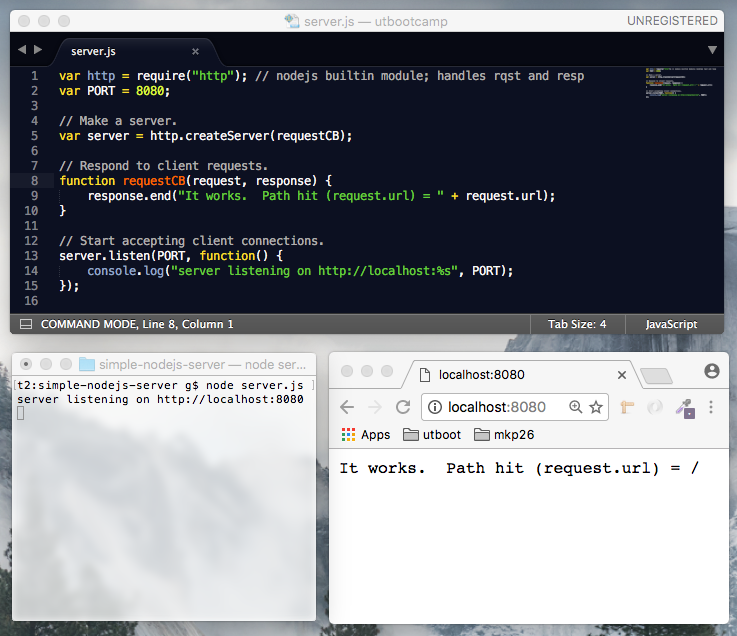 server.js — utbootcamp
UNREGISTERED
server.js
1 var http = require("http"); // nodejs builtin module; handles rqst and resp
2 var PORT = 8080;
3
4 // Make a server.
5 var server = http.createServer(requestCB);
6
7 // Respond to client requests.
8 function requestCB(request, response) {
9     response.end("It works.  Path hit (request.url) = " + request.url);
10 }
11
12 // Start accepting client connections.
13 server.listen(PORT, function() {
14     console.log("server listening on http://localhost:%s", PORT);
15 });
16
COMMAND MODE, Line 8, Column 1
Tab Size: 4
JavaScript
simple-nodejs-server — node ser...
[t2:simple-nodejs-server g$ node server.js ]
server listening on http://localhost:8080
localhost:8080
localhost:8080
Apps
utboot
mkp26
It works.  Path hit (request.url) = /